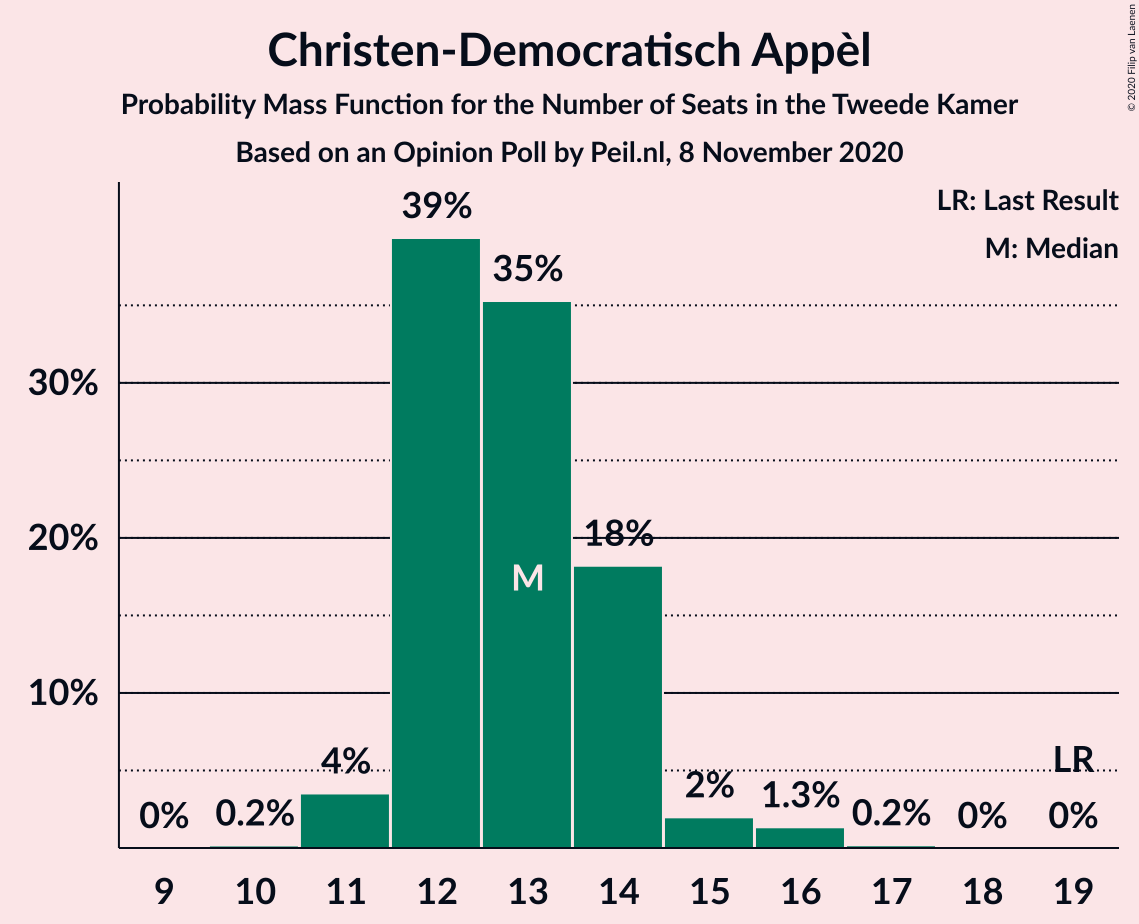 Christen-Democratisch Appèl
Probability Mass Function for the Number of Seats in the Tweede Kamer
Based on an Opinion Poll by Peil.nl, 8 November 2020
© 2020 Filip van Laenen
LR: Last Result
M: Median
39%
35%
30%
20%
18%
M
10%
4%
LR
0%
0.2%
2%
1.3%
0.2%
0%
0%
9 10 11 12 13 14 15 16 17 18 19